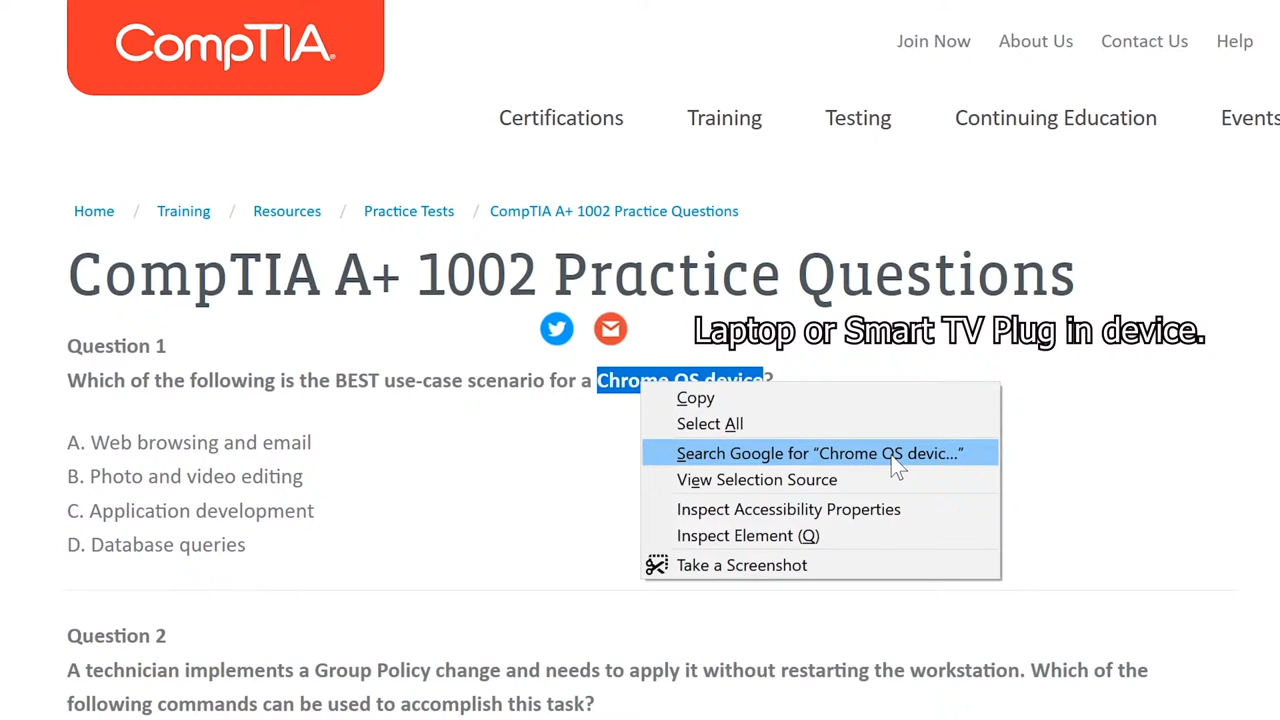 CompTIA.
Join Now About Us Contact Us Help
Certifications Training Testing Continuing Education Events
Home / Training / Resources / Practice Tests / CompTIA A+ 1002 Practice Questions
CompTIA A+ 1002 Practice Questions
Laptop or Smart TV Plug in device.
Question 1
Which of the following is the BEST use-case scenario for a Chrome OS device?
Copy
Select All
Search Google for “Chrome OS devic...”
View Selection Source
Inspect Accessibility Properties
Inspect Element (Q)
Take a Screenshot
A. Web browsing and email
B. Photo and video editing
C. Application development
D. Database queries
Question 2
A technician implements a Group Policy change and needs to apply it without restarting the workstation. Which of the
following commands can be used to accomplish this task?